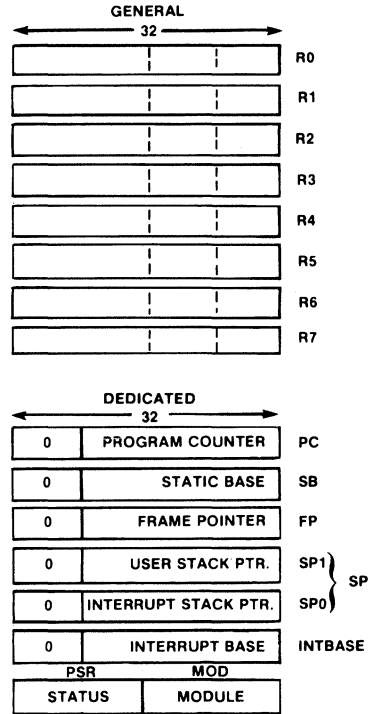 GENERAL
32
R0
R1
R2
R3
R4
R5
R6
R7
DEDICATED
32
0 PROGRAM COUNTER PC
0 STATIC BASE SB
0 FRAME POINTER FP
0 USER STACK PTR. SP1
SP
0 INTERRUPT STACK PTR. SP0
0 INTERRUPT BASE INTBASE
PSR MOD
STATUS MODULE